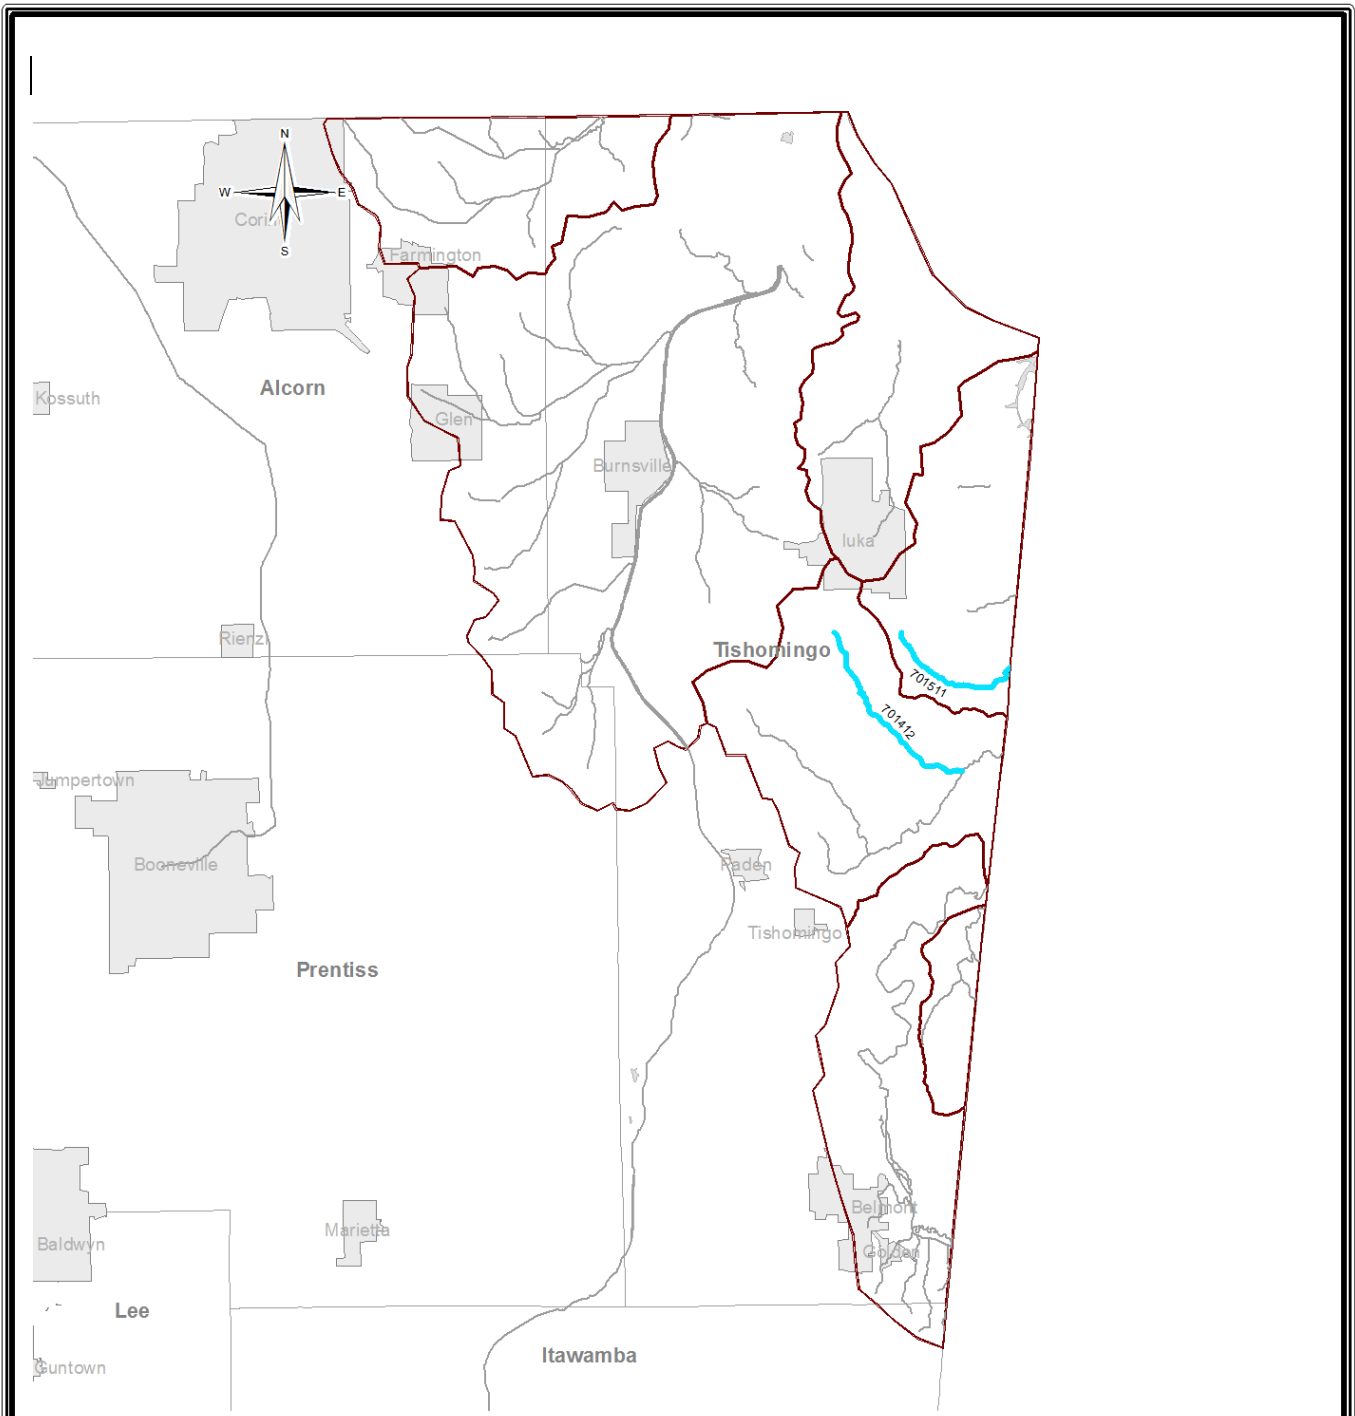 N
W E
S
Farmington
Alcorn
Kossuth
Glen
Burnsville
Iuka
Rienzi
Tishomingo
701511
701412
Jumpertown
Booneville
Paden
Tishomingo
Prentiss
Belmont
Marietta
Baldwyn
Golden
Lee
Itawamba
Guntown